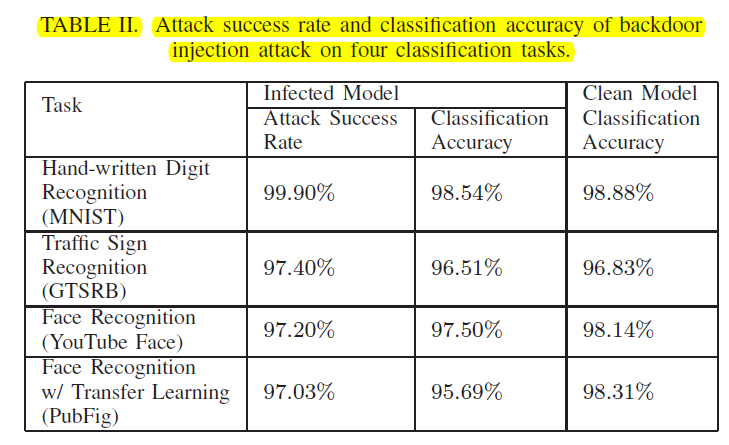 TABLE II. Attack success rate and classification accuracy of backdoor
injection attack on four classification tasks.
Task
Infected Model
Attack Success
Rate
Classification
Accuracy
Clean Model
Classification
Accuracy
Hand-written Digit
Recognition
(MNIST)
99.90%
98.54%
98.88%
Traffic Sign
Recognition
(GTSRB)
97.40%
96.51%
96.83%
Face Recognition
(YouTube Face)
97.20%
97.50%
98.14%
Face Recognition
w/ Transfer Learning
(PubFig)
97.03%
95.69%
98.31%